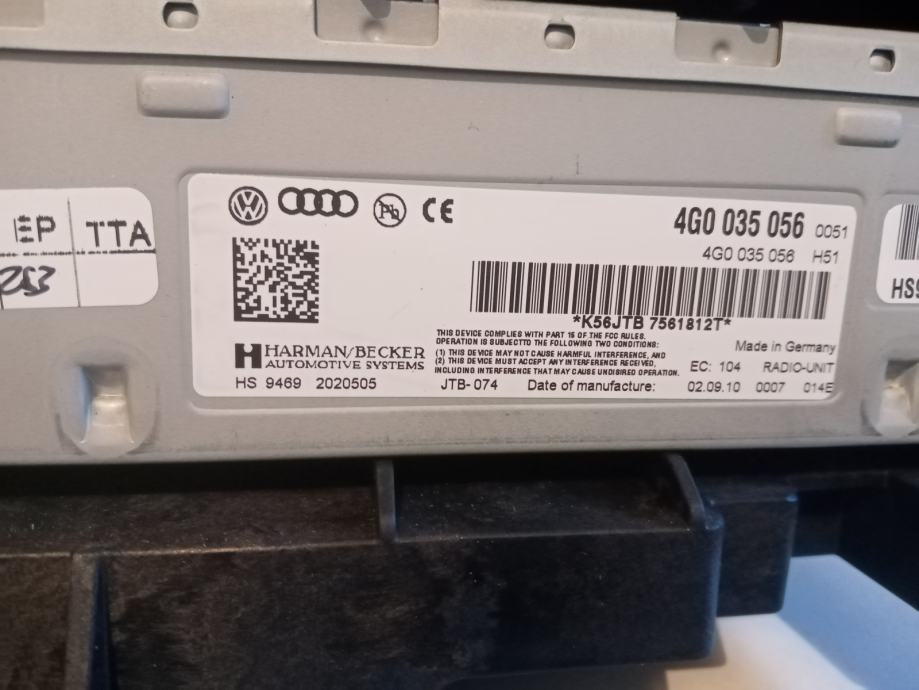 EP TTA
253
4G0 035 056 0051
4G0 035 056 H51
*K56JTB 7561812T*
HARMAN/BECKER
AUTOMOTIVE SYSTEMS
HS 9469 2020505
THIS DEVICE COMPLIES WITH PART 15 OF THE FCC RULES.
OPERATION IS SUBJECTTO THE FOLLOWING TWO CONDITIONS:
(1) THIS DEVICE MAY NOT CAUSE HARMFUL INTERFERENCE, AND
(2) THIS DEVICE MUST ACCEPT ANY INTERFERENCE RECEIVED,
INCLUDING INTERFERENCE THAT MAY CAUSE UNDISIRED OPERATION.
Made in Germany
EC: 104 RADIO-UNIT
JTB-074 Date of manufacture: 02.09.10 0007 014E
Pb
CE
HS9